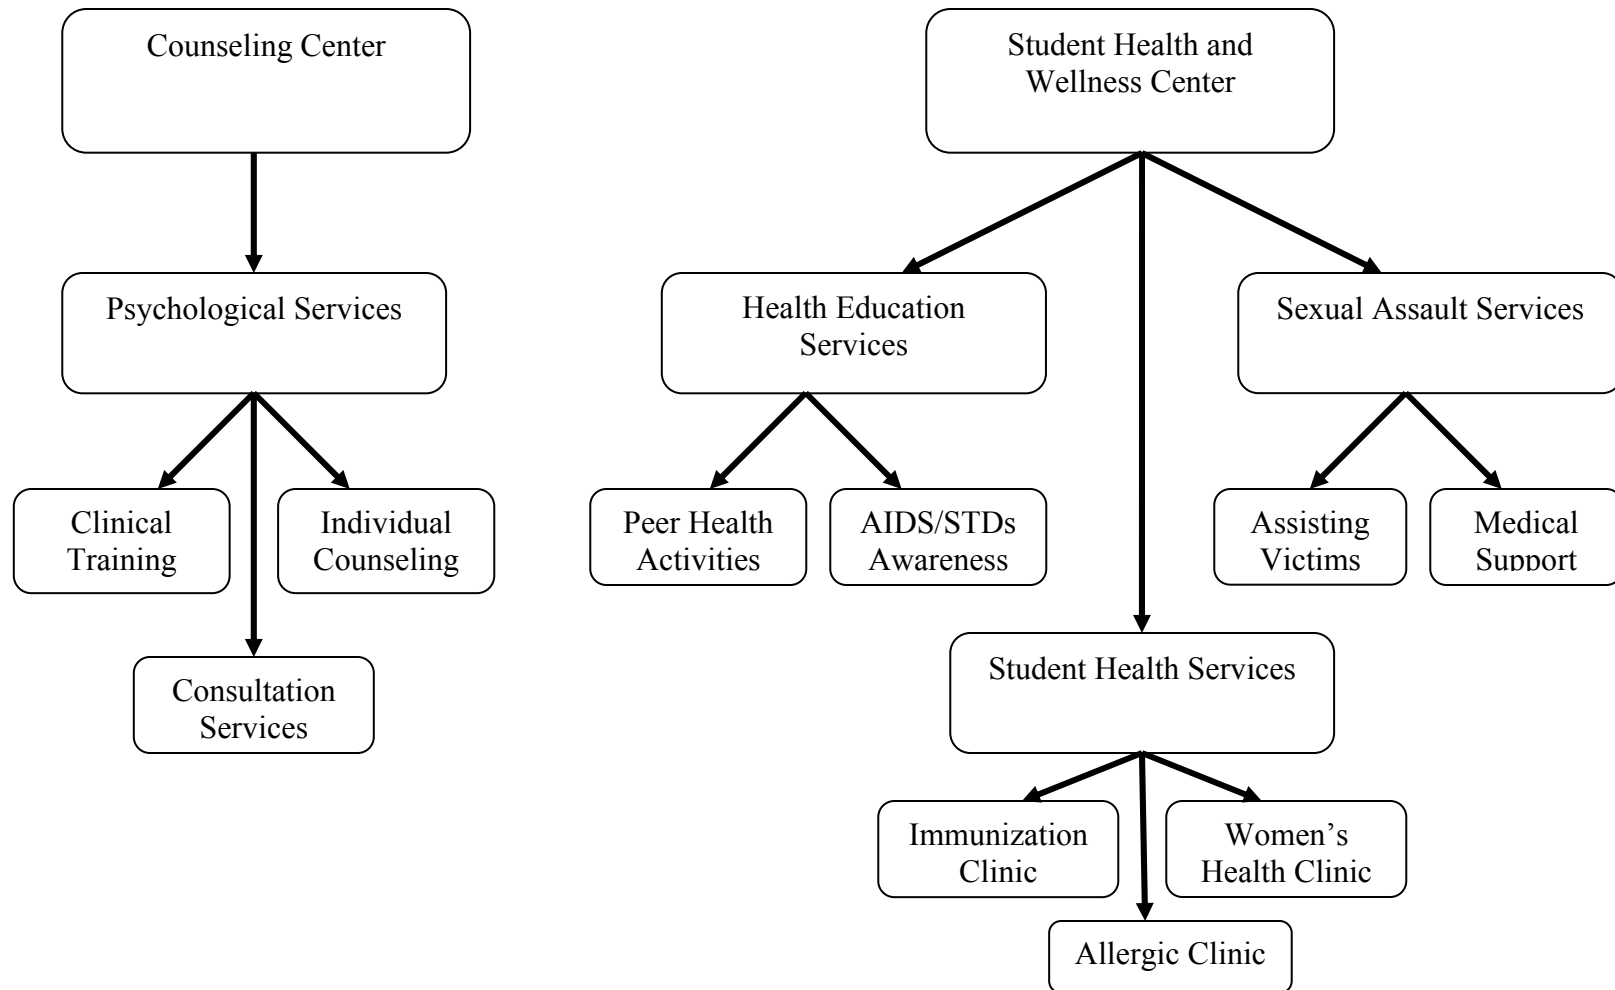 Counseling Center
Student Health and
Wellness Center
Psychological Services
Health Education
Services
Sexual Assault Services
Clinical
Training
Individual
Counseling
Peer Health
Activities
AIDS/STDs
Awareness
Assisting
Victims
Medical
Support
Consultation
Services
Student Health Services
Immunization
Clinic
Women’s
Health Clinic
Allergic Clinic